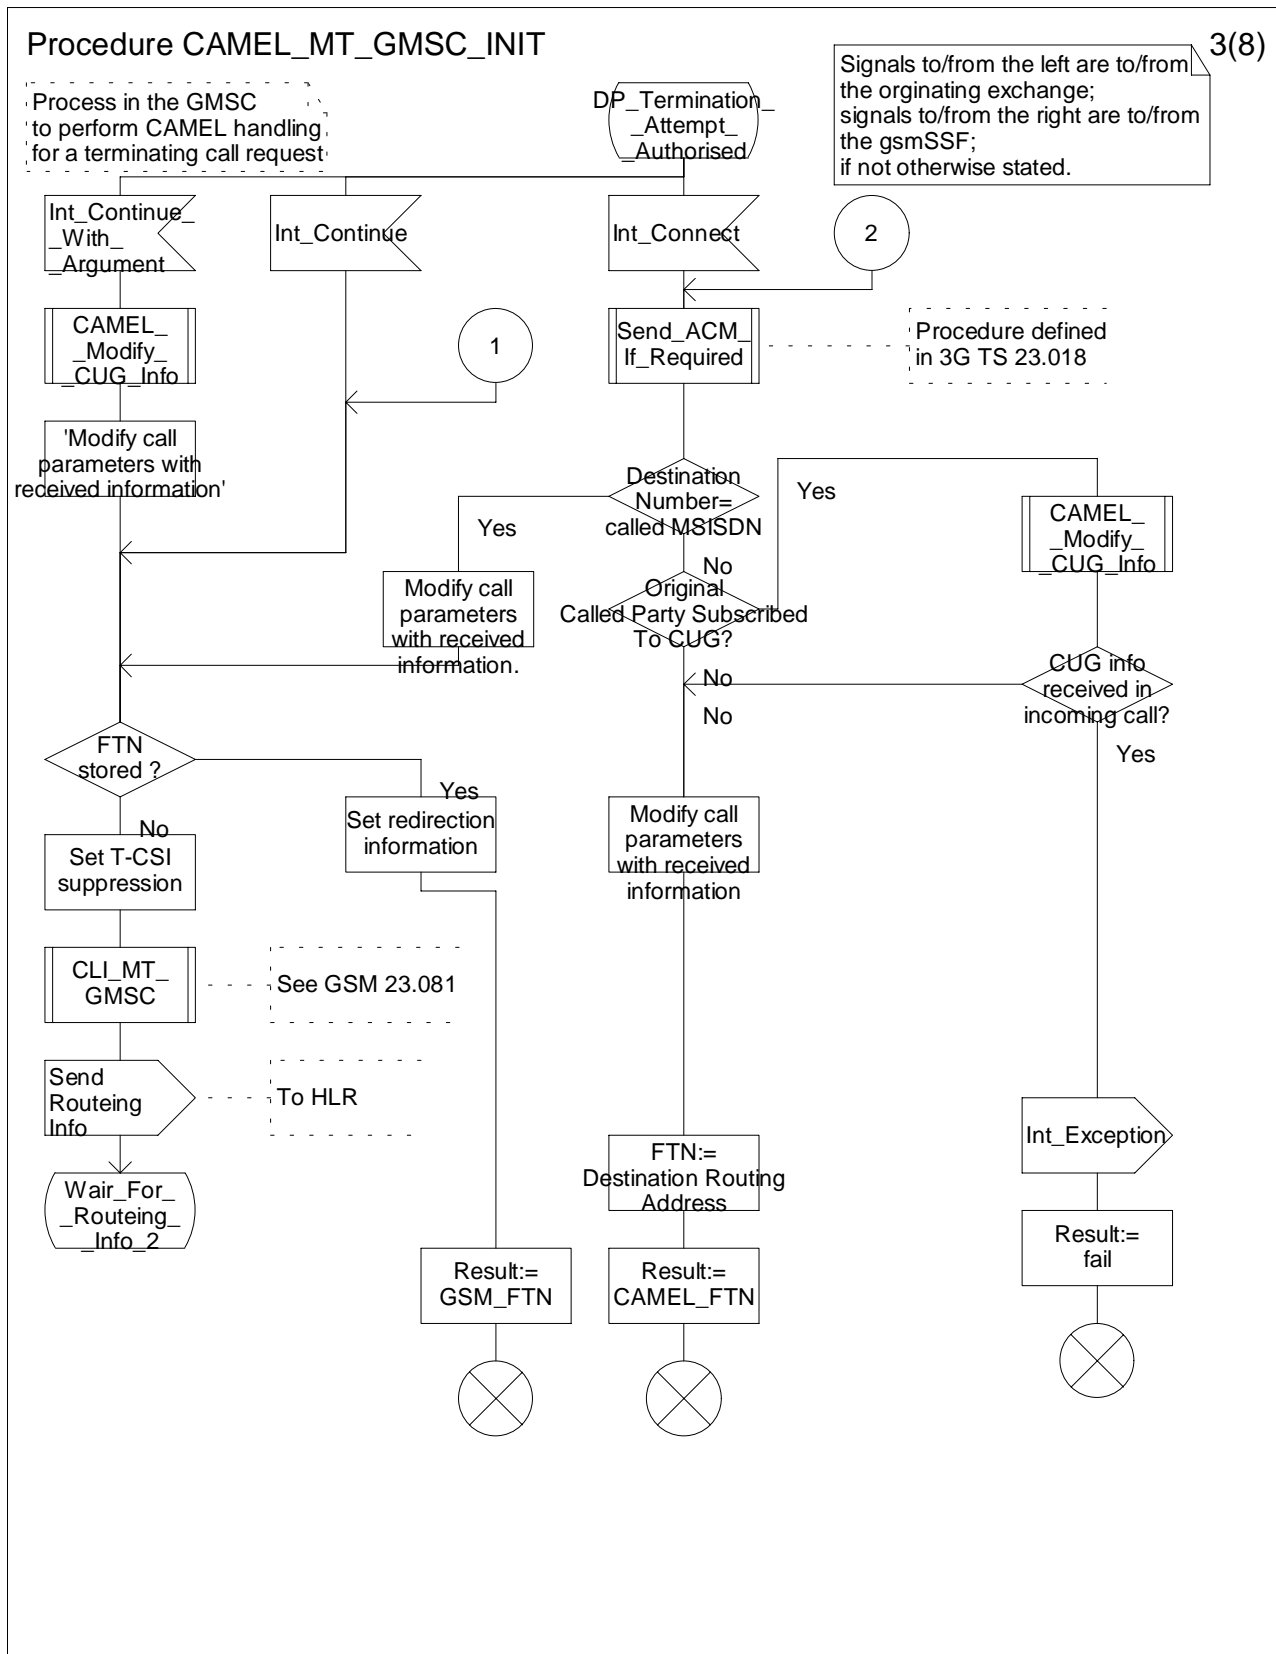 Procedure CAMEL_MT_GMSC_INIT
3(8)
Process in the GMSC
to perform CAMEL handling
for a terminating call request
DP_Termination_
_Attempt_
_Authorised
Signals to/from the left are to/from
the orginating exchange;
signals to/from the right are to/from
the gsmSSF;
if not otherwise stated.
Int_Continue_
_With_
_Argument
Int_Continue
Int_Connect
2
CAMEL_
_Modify_
_CUG_Info
1
Send_ACM_
If_Required
Procedure defined
in 3G TS 23.018
'Modify call
parameters with
received information'
Destination
Number=
called MSISDN
Yes
Yes
No
CAMEL_
_Modify_
_CUG_Info
Modify call
parameters
with received
information.
Original
Called Party Subscribed
To CUG?
No
No
CUG info
received in
incoming call?
Yes
FTN
stored ?
Yes
No
Set redirection
information
Modify call
parameters
with received
information
Set T-CSI
suppression
CLI_MT_
GMSC
See GSM 23.081
Send
Routeing
Info
To HLR
Int_Exception
FTN:=
Destination Routing
Address
Wair_For_
_Routeing_
_Info_2
Result:=
fail
Result:=
GSM_FTN
Result:=
CAMEL_FTN